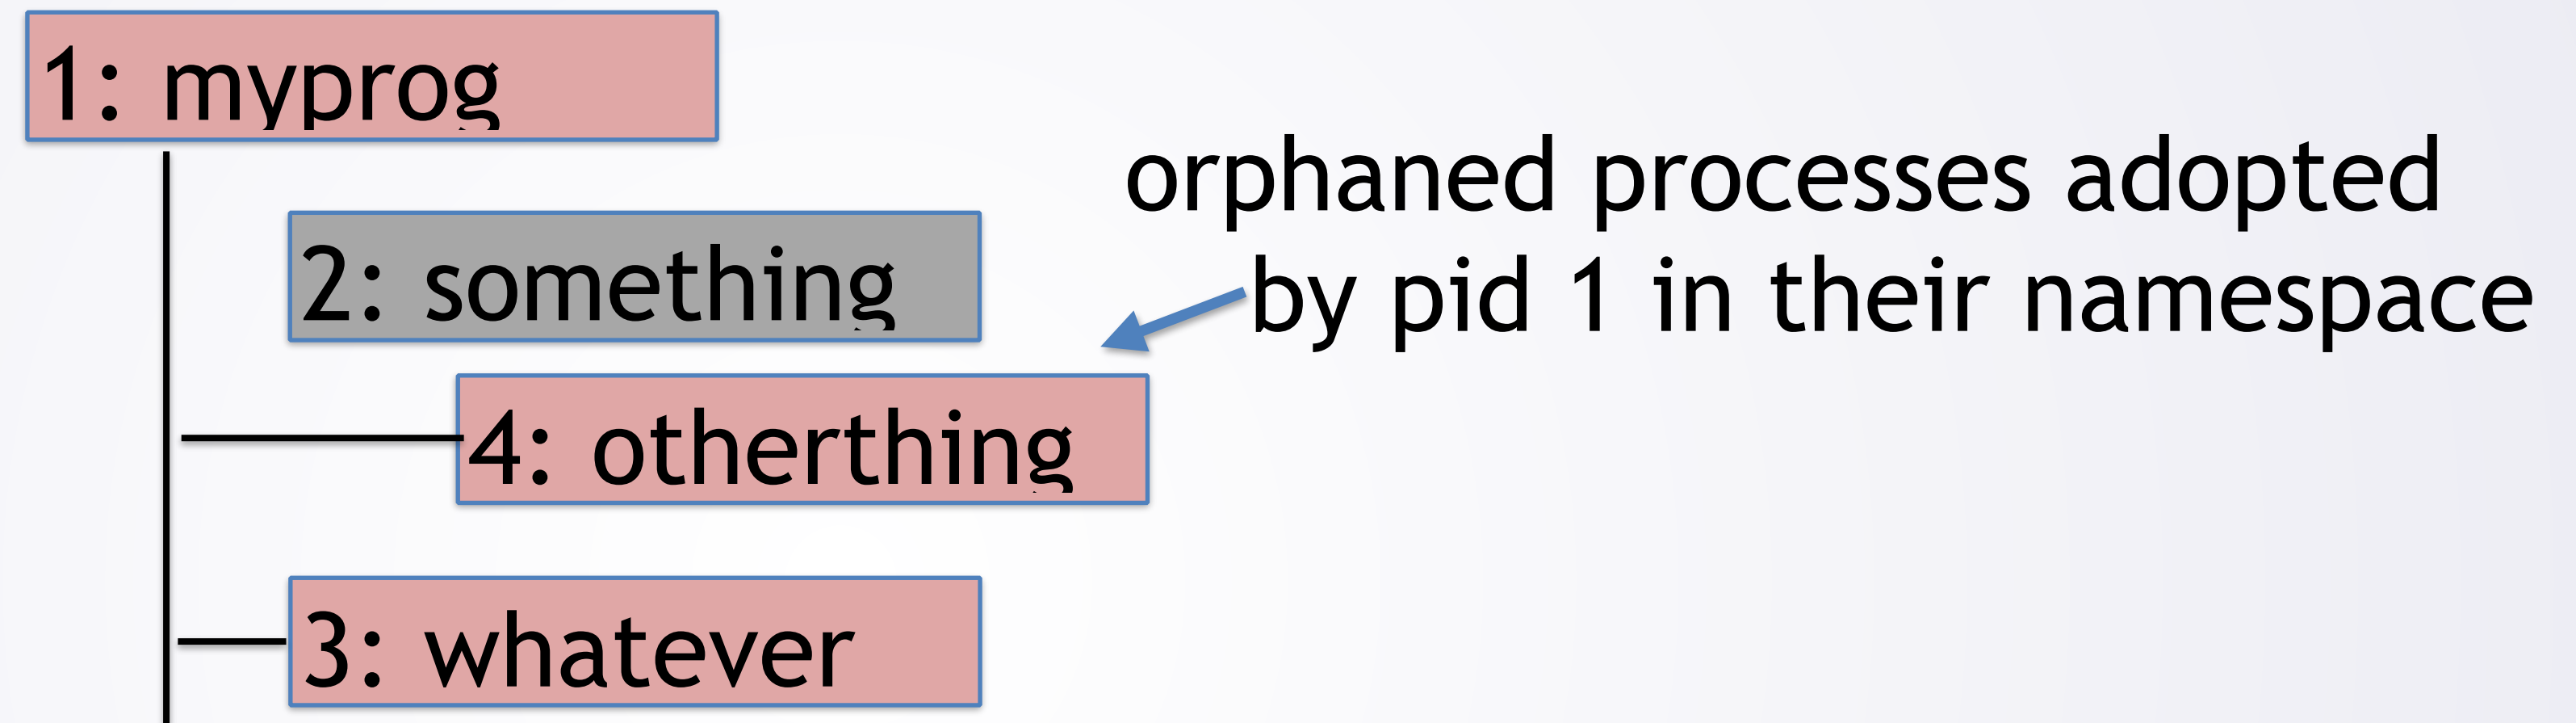 1: myprog
orphaned processes adopted
by pid 1 in their namespace
2: something
4: otherthing
3: whatever